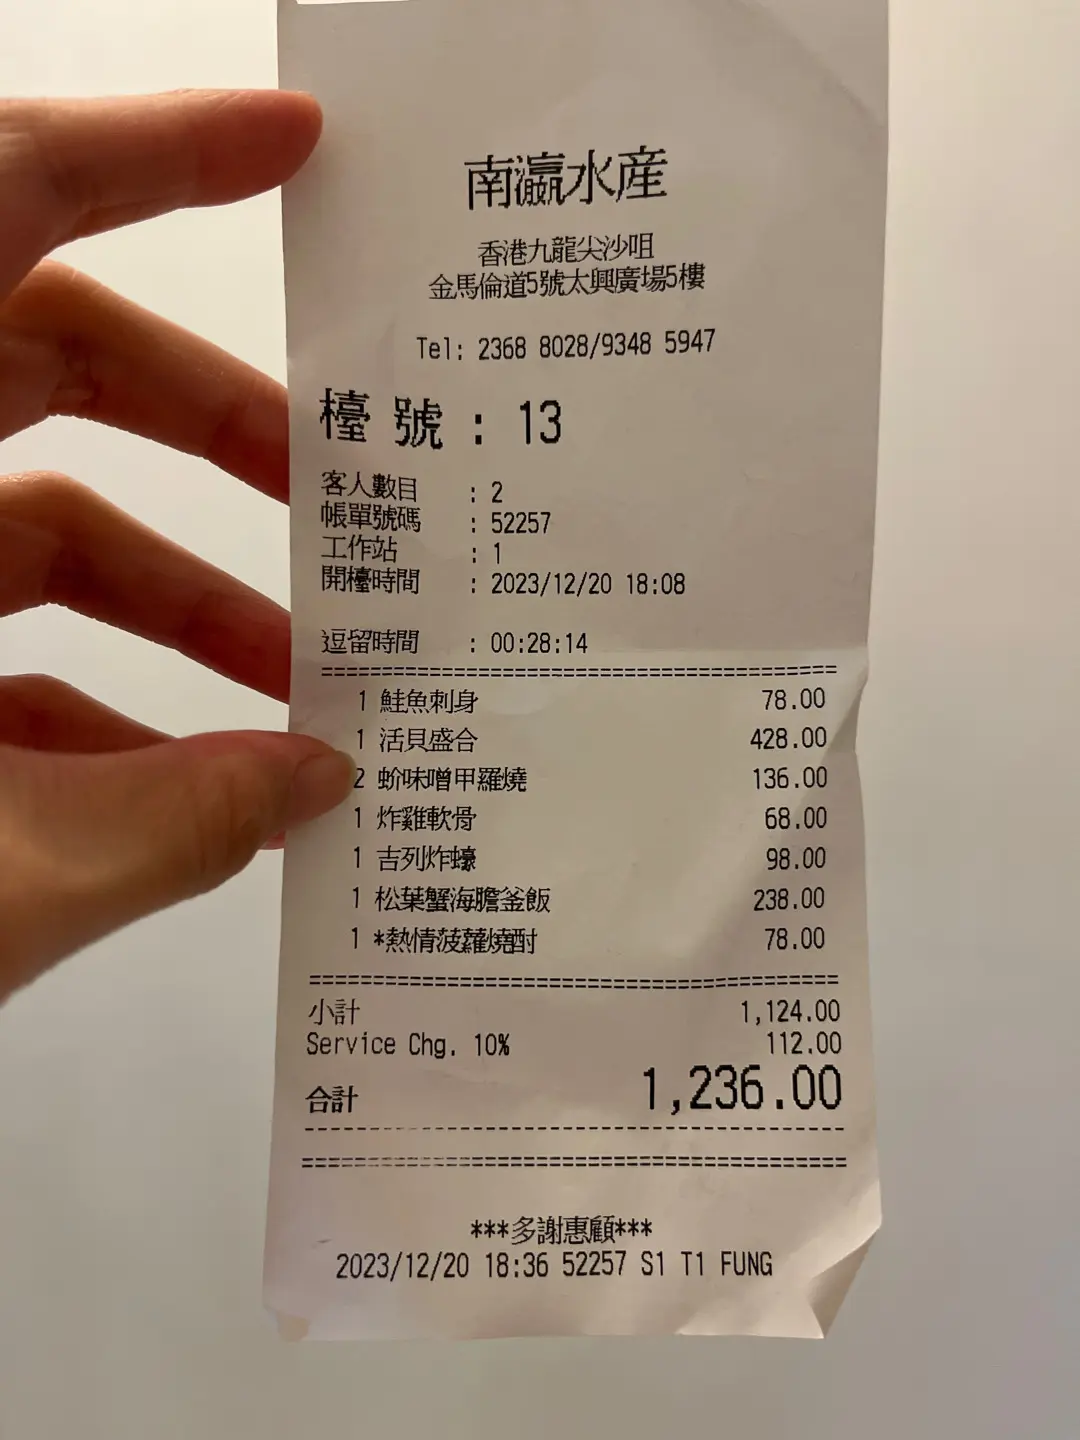 南瀛水産
香港九龍尖沙咀
金馬倫道5號太興廣場5樓
Tel: 2368 8028/9348 5947
檯 號 : 13
客人數目 : 2
帳單號碼 : 52257
工作站 : 1
開檯時間 : 2023/12/20 18:08
逗留時間 : 00:28:14
1 鮭魚刺身 78.00
1 活貝盛合 428.00
2 蚧味噌甲羅燒 136.00
1 炸雞軟骨 68.00
1 吉列炸蠔 98.00
1 松葉蟹海膽釜飯 238.00
1 *熱情菠蘿燒酎 78.00
小計 1,124.00
Service Chg. 10% 112.00
合計 1,236.00
***多謝惠顧***
2023/12/20 18:36 52257 S1 T1 FUNG